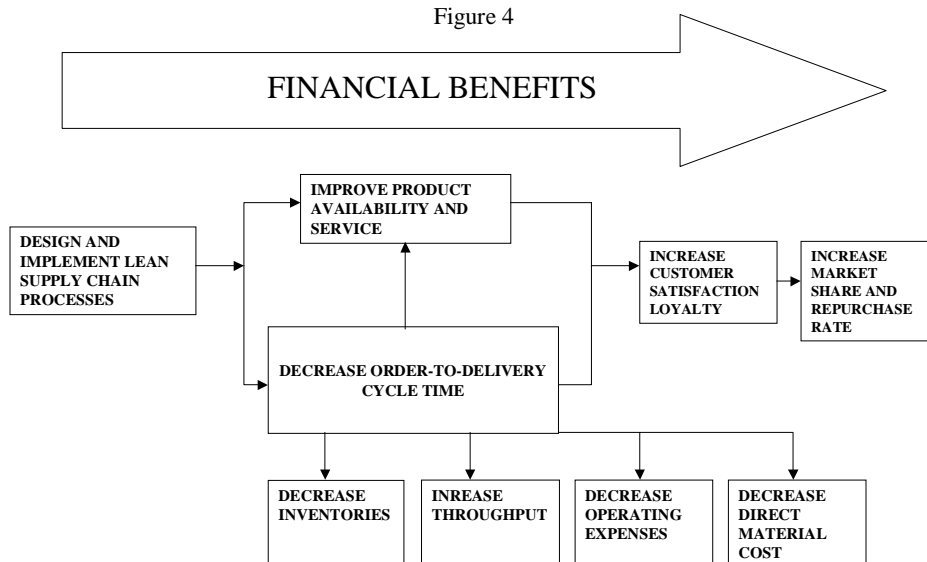 Figure 4
FINANCIAL BENEFITS
IMPROVE PRODUCT
AVAILABILITY AND
SERVICE
DESIGN AND
IMPLEMENT LEAN
SUPPLY CHAIN
PROCESSES
INCREASE
CUSTOMER
SATISFACTION
LOYALTY
INCREASE
MARKET
SHARE AND
REPURCHASE
RATE
DECREASE ORDER-TO-DELIVERY
CYCLE TIME
DECREASE
INVENTORIES
INREASE
THROUGHPUT
DECREASE
OPERATING
EXPENSES
DECREASE
DIRECT
MATERIAL
COST